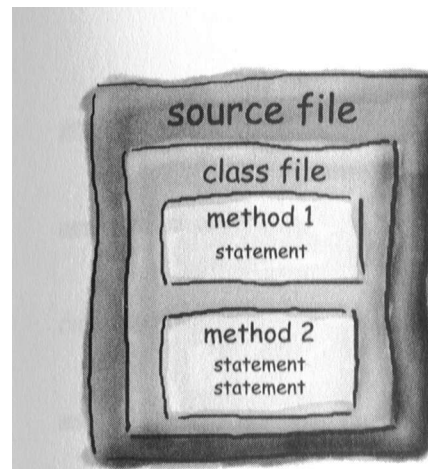 source file
class file
method 1
statement
method 2
statement
statement